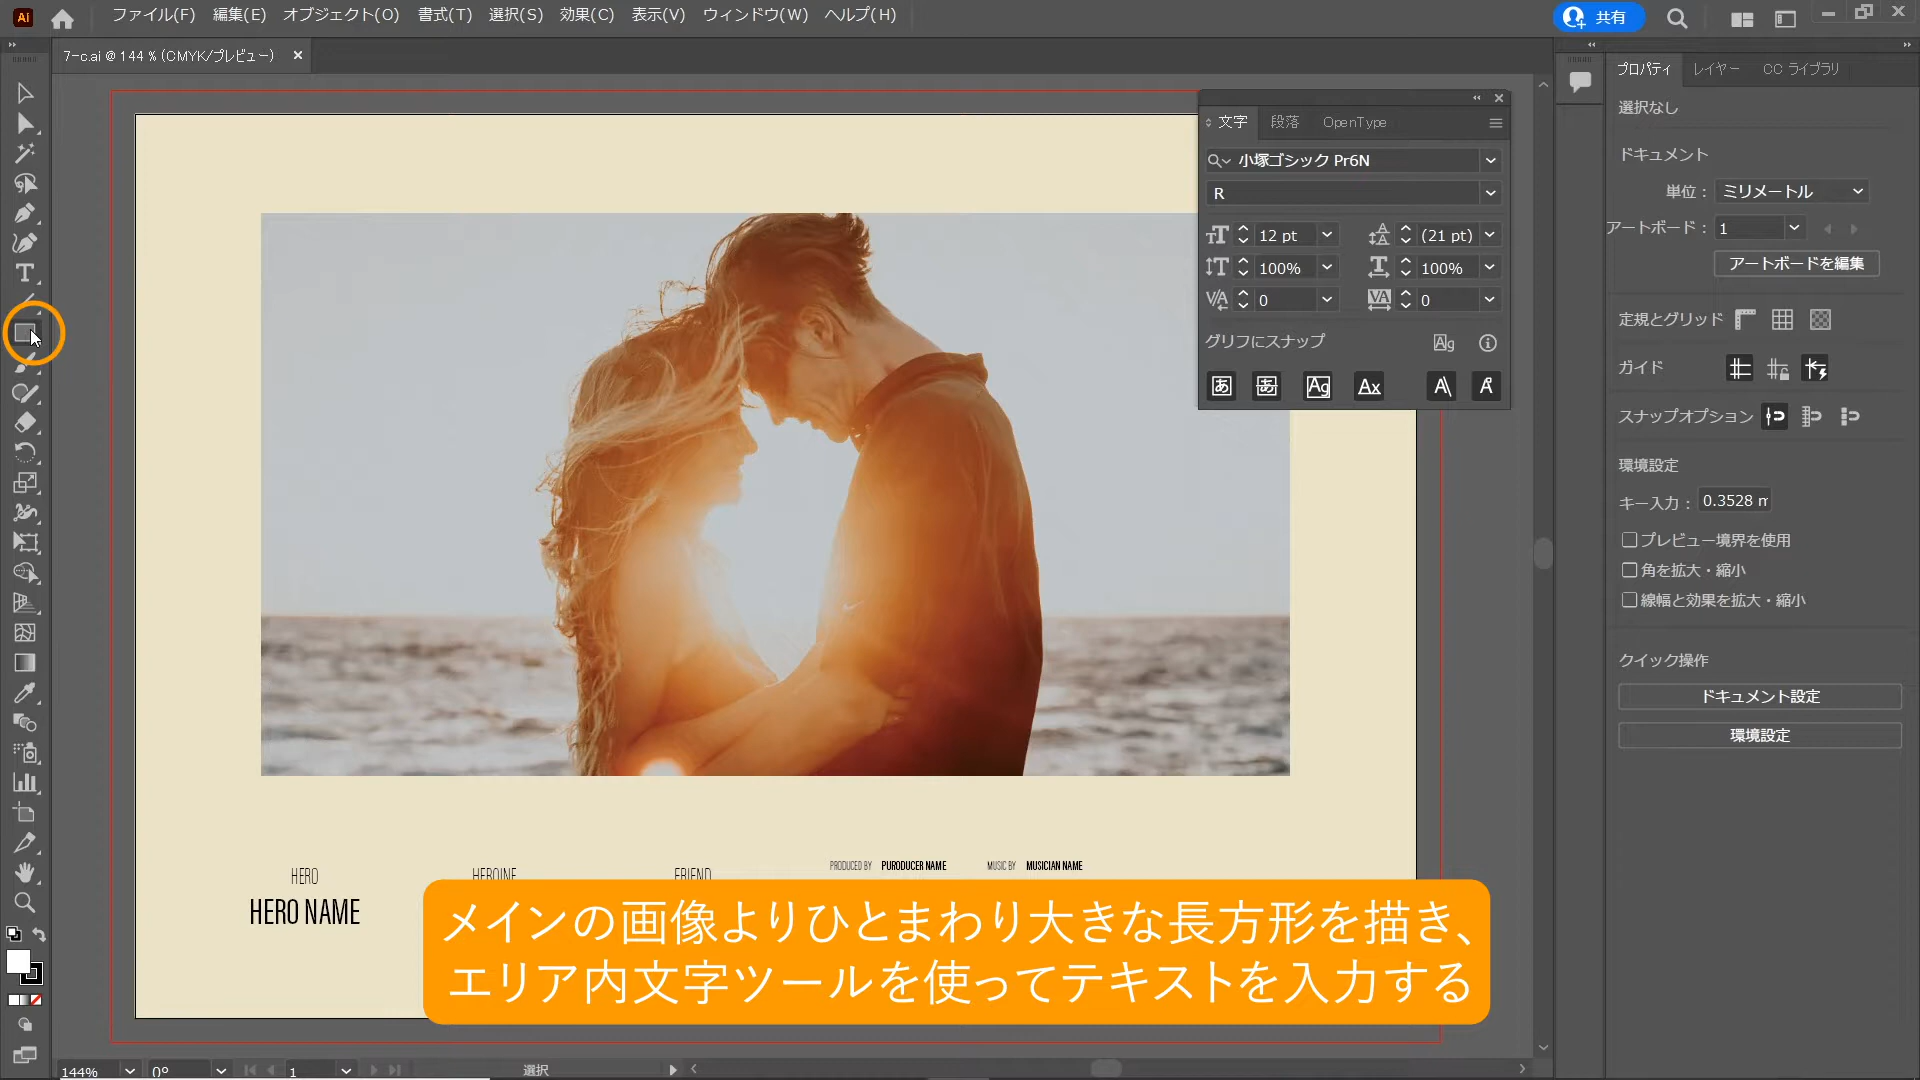 Ai
ファイル(F) 編集(E) オブジェクト(O) 書式(T) 選択(S) 効果(C) 表示(V) ウィンドウ(W) ヘルプ(H)
共有
7-c.ai @ 144 % (CMYK/プレビュー)
文字 段落 OpenType
小塚ゴシック Pr6N
R
12 pt (21 pt)
100% 100%
0 0
グリフにスナップ
プロパティ レイヤー CC ライブラリ
選択なし
ドキュメント
単位： ミリメートル
アートボード： 1
アートボードを編集
定規とグリッド
ガイド
スナップオプション
環境設定
キー入力： 0.3528 m
プレビュー境界を使用
角を拡大・縮小
線幅と効果を拡大・縮小
クイック操作
ドキュメント設定
環境設定
HERO HEROINE FRIEND
HERO NAME
PRODUCED BY PURODUCER NAME MUSIC BY MUSICIAN NAME
メインの画像よりひとまわり大きな長方形を描き、
エリア内文字ツールを使ってテキストを入力する
144% 0° 1 選択